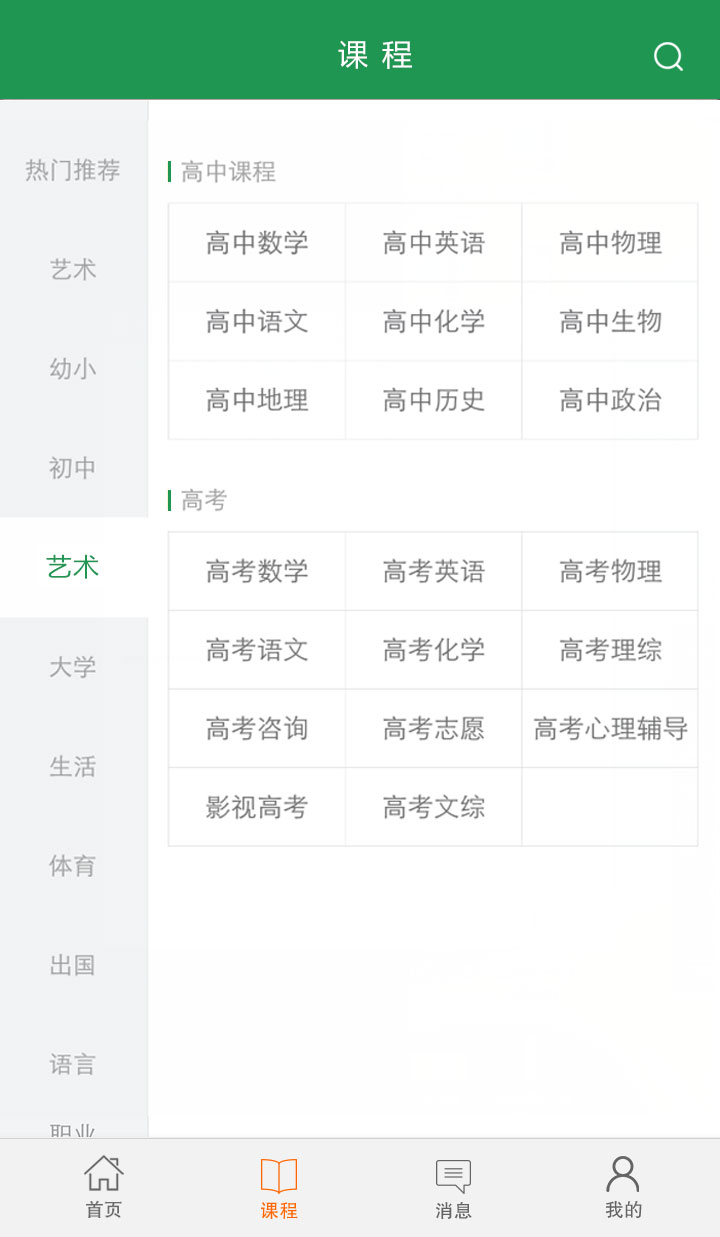 课 程
热门推荐
艺术
幼小
初中
艺术
大学
生活
体育
出国
语言
职业
高中课程
高中数学 高中英语 高中物理
高中语文 高中化学 高中生物
高中地理 高中历史 高中政治
高考
高考数学 高考英语 高考物理
高考语文 高考化学 高考理综
高考咨询 高考志愿 高考心理辅导
影视高考 高考文综
首页 课程 消息 我的